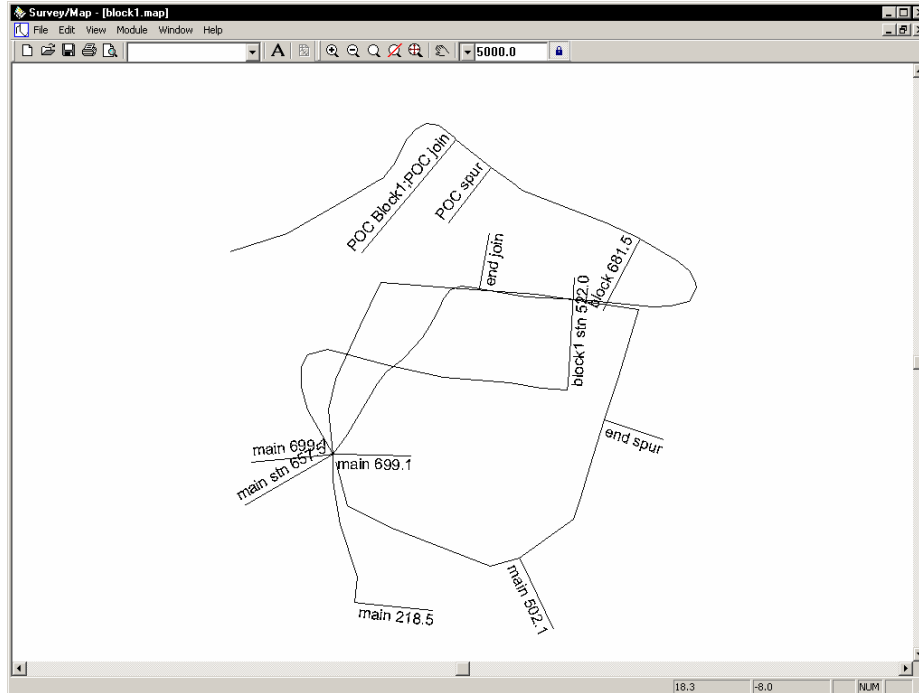 Survey/Map - [block1.map]
File Edit View Module Window Help
A 5000.0
POC Block1;POC join
POC spur
end join
block 681.5
block1 stn 522.0
end spur
main 699.1
main stn 657.5
main 699.1
main 218.5
main 502.1
18.3 -8.0 NUM